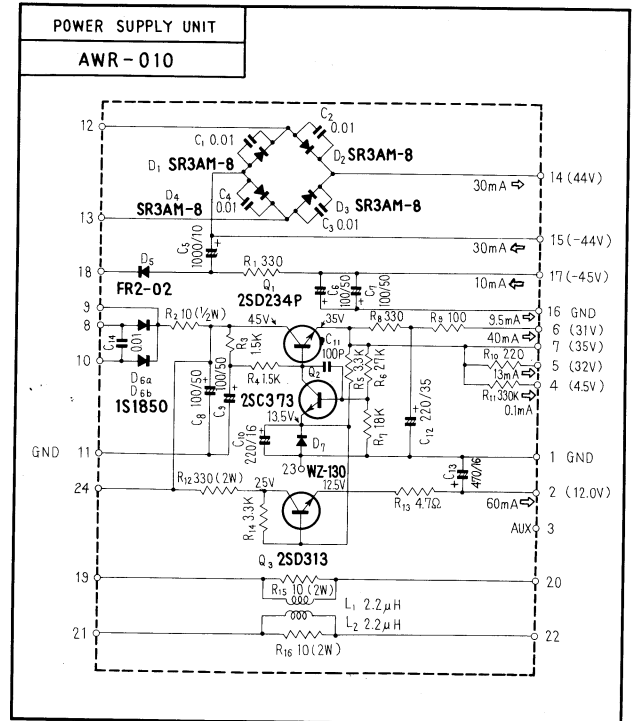 POWER SUPPLY UNIT
AWR-010
12
C2
0.01
C1 0.01
D1 SR3AM-8
D2 SR3AM-8
14 (44V)
30mA ⇨
D4
SR3AM-8
C4
0.01
D3 SR3AM-8
C3 0.01
13
C5
1000/10
+
15 (-44V)
30mA ⇦
18
D5
FR2-02
R1 330
17 (-45V)
10mA ⇦
Q1
2SD234P
C6
100/50
+
C7
100/50
+
9
16 GND
8
R2 10 (½W)
45V
35V
R8 330
R9 100
9.5mA ⇨
6 (31V)
40mA ⇨
7 (35V)
C14
0.01
R3
1.5K
C11
100P
R10 220
5 (32V)
13mA ⇨
10
D6a
D6b
1S1850
R4 1.5K
Q2
2SC373
R5 3.3K
R6 27K
R11 330K
4 (4.5V)
0.1mA ⇨
C8 100/50
+
C9
100/50
+
13.5V
R7 18K
C12 220/35
+
C10
220/16
+
D7
GND 11
23
WZ-130
C13
470/16
+
1 GND
24
R12 330 (2W)
25V
12.5V
R13 4.7Ω
2 (12.0V)
60mA ⇨
R14 3.3K
AUX 3
Q3 2SD313
19
R15 10 (2W)
20
L1 2.2μH
L2 2.2μH
21
R16 10 (2W)
22